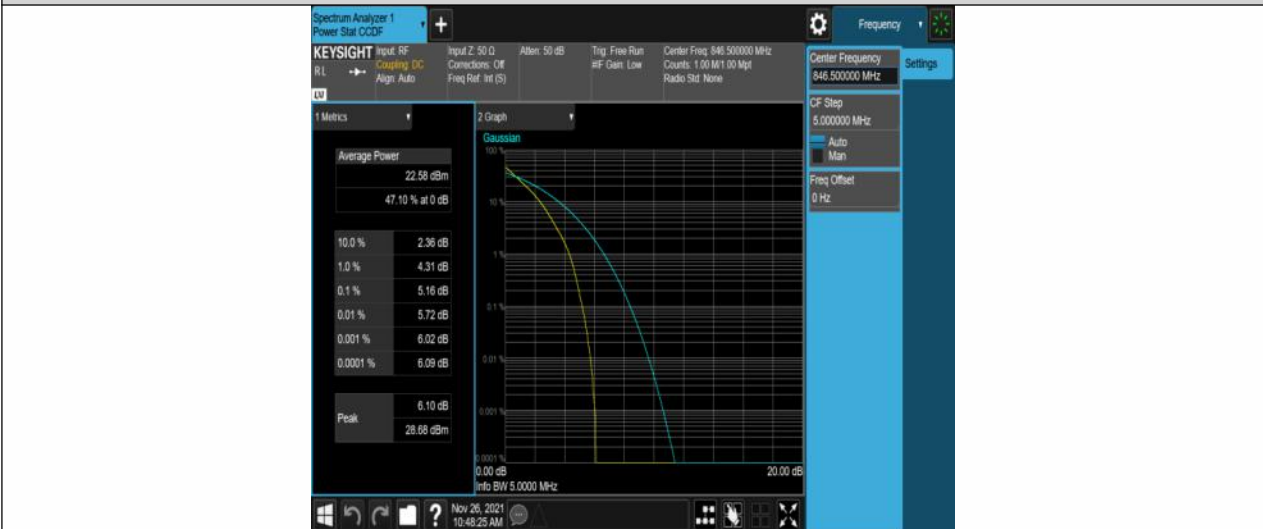 Spectrum Analyzer 1
Power Stat CCDF
Frequency
KEYSIGHT
Input: RF
Coupling: DC
Align: Auto
Input Z: 50 Ω
Corrections: Off
Freq Ref: Int (S)
Atten: 50 dB
Trig: Free Run
#IF Gain: Low
Center Freq: 846.500000 MHz
Counts: 1.00 M/1.00 Mpt
Radio Std: None
R L
LXI
Center Frequency
846.500000 MHz
Settings
CF Step
5.000000 MHz
Auto
Man
Freq Offset
0 Hz
1 Metrics
Average Power
22.58 dBm
47.10 % at 0 dB
10.0 % 2.36 dB
1.0 % 4.31 dB
0.1 % 5.16 dB
0.01 % 5.72 dB
0.001 % 6.02 dB
0.0001 % 6.09 dB
Peak
6.10 dB
28.68 dBm
2 Graph
Gaussian
100 %
10 %
1 %
0.1 %
0.01 %
0.001 %
0.0001 %
0.00 dB
20.00 dB
Info BW 5.0000 MHz
?
Nov 26, 2021
10:48:25 AM